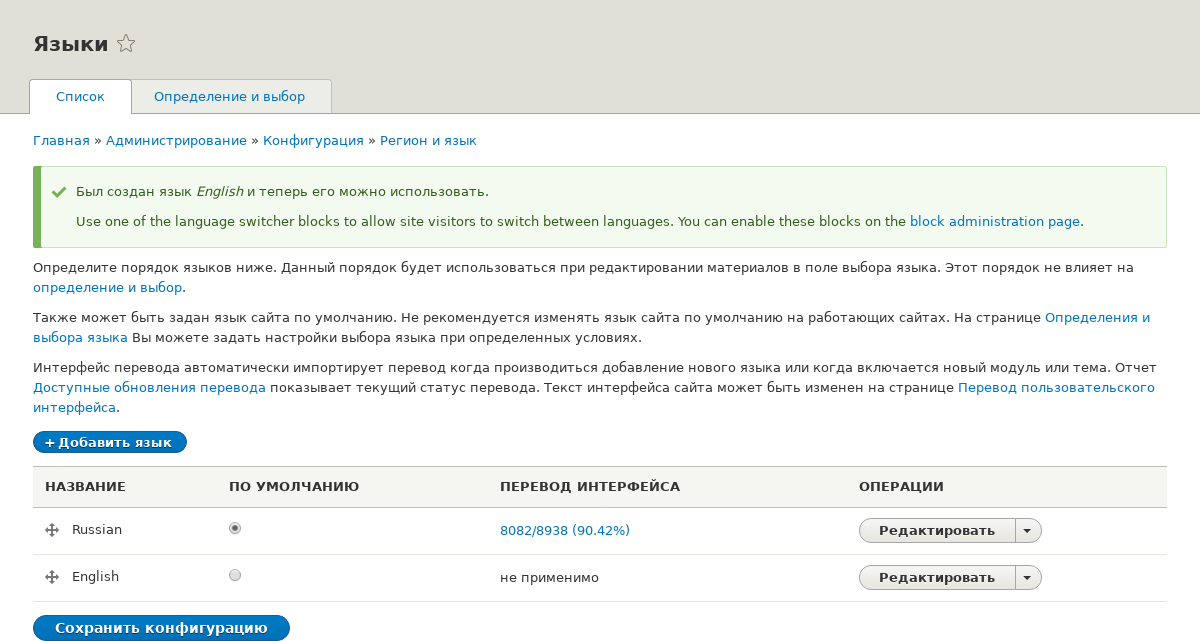 Языки
Список Определение и выбор
Главная » Администрирование » Конфигурация » Регион и язык
Был создан язык English и теперь его можно использовать.
Use one of the language switcher blocks to allow site visitors to switch between languages. You can enable these blocks on the block administration page.
Определите порядок языков ниже. Данный порядок будет использоваться при редактировании материалов в поле выбора языка. Этот порядок не влияет на
определение и выбор.
Также может быть задан язык сайта по умолчанию. Не рекомендуется изменять язык сайта по умолчанию на работающих сайтах. На странице Определения и
выбора языка Вы можете задать настройки выбора языка при определенных условиях.
Интерфейс перевода автоматически импортирует перевод когда производиться добавление нового языка или когда включается новый модуль или тема. Отчет
Доступные обновления перевода показывает текущий статус перевода. Текст интерфейса сайта может быть изменен на странице Перевод пользовательского
интерфейса.
+ Добавить язык
НАЗВАНИЕ ПО УМОЛЧАНИЮ ПЕРЕВОД ИНТЕРФЕЙСА ОПЕРАЦИИ
Russian 8082/8938 (90.42%) Редактировать
English не применимо Редактировать
Сохранить конфигурацию